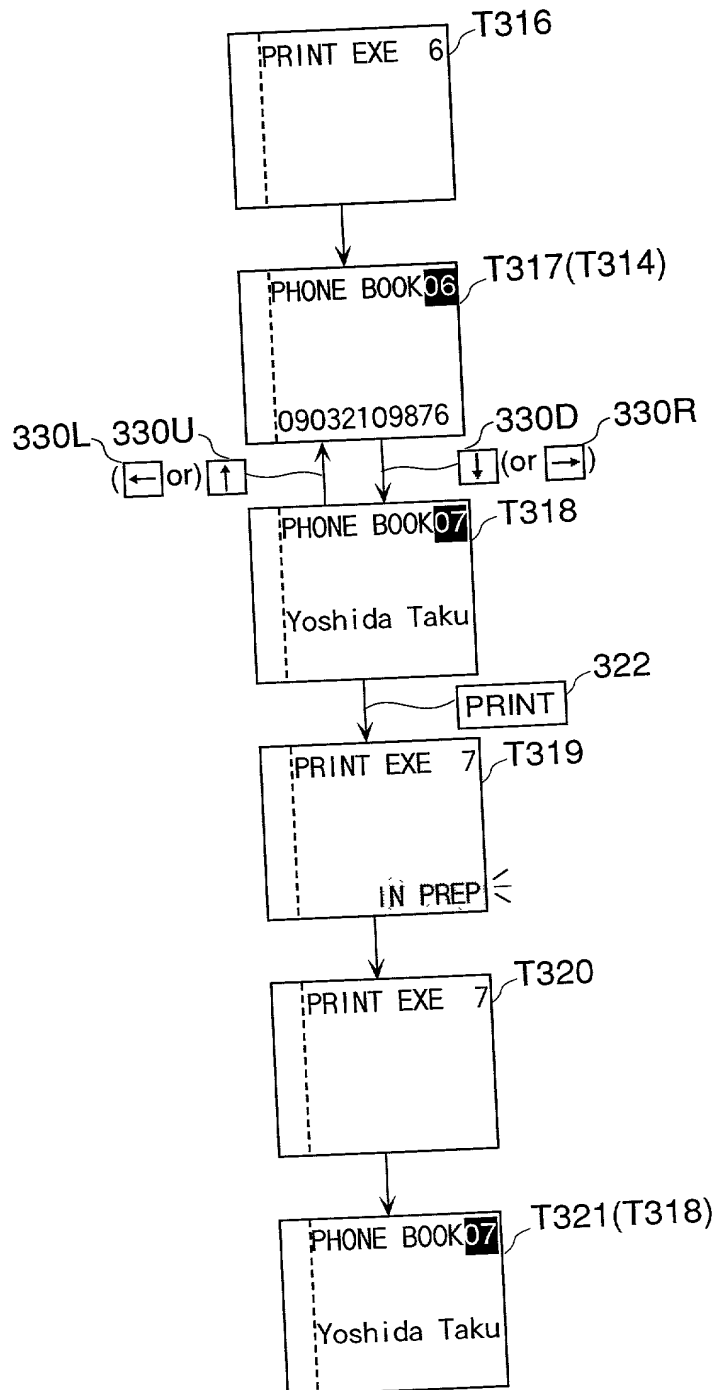 PRINT EXE 6
T316
PHONE BOOK06
T317(T314)
09032109876
330L 330U
(← or) ↑
330D 330R
↓ (or →)
PHONE BOOK07
T318
Yoshida Taku
322
PRINT
PRINT EXE 7
T319
IN PREP
PRINT EXE 7
T320
PHONE BOOK07
T321(T318)
Yoshida Taku